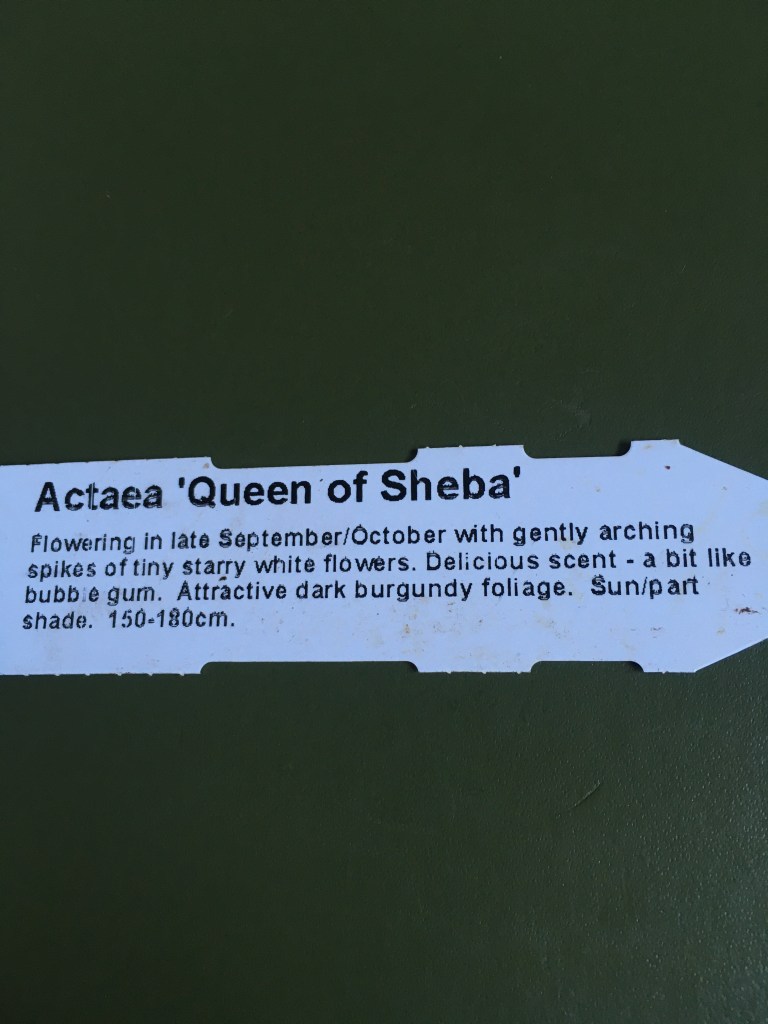 Actaea 'Queen of Sheba'
Flowering in late September/October with gently arching
spikes of tiny starry white flowers. Delicious scent - a bit like
bubble gum. Attractive dark burgundy foliage. Sun/part
shade. 150-180cm.